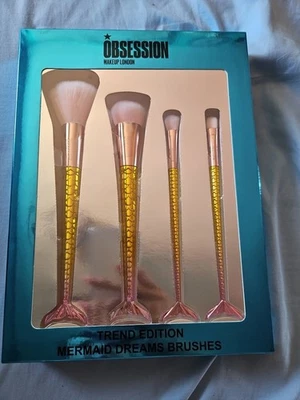 OBSESSION
MAKEUP LONDON
TREND EDITION
MERMAID DREAMS BRUSHES